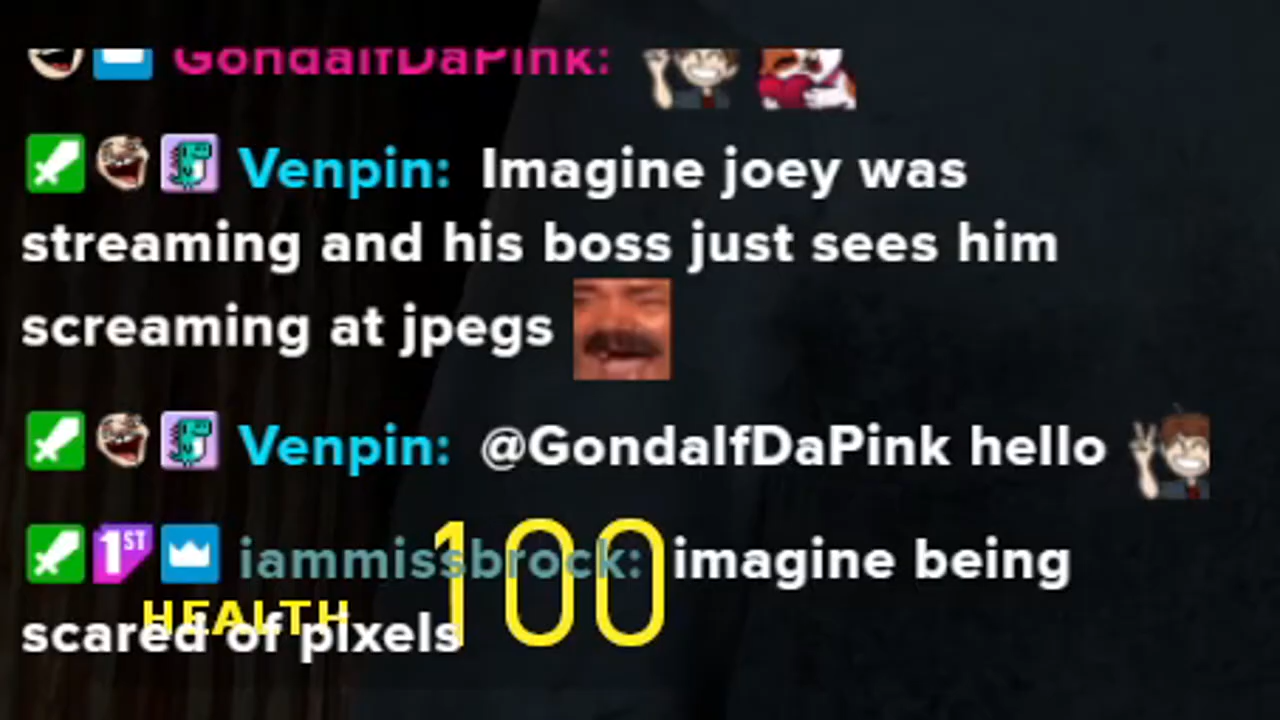 GondalfDaPink:
Venpin: Imagine joey was
streaming and his boss just sees him
screaming at jpegs
Venpin: @GondalfDaPink hello
1ST iammissbrock: imagine being
scared of pixels
HEALTH 100